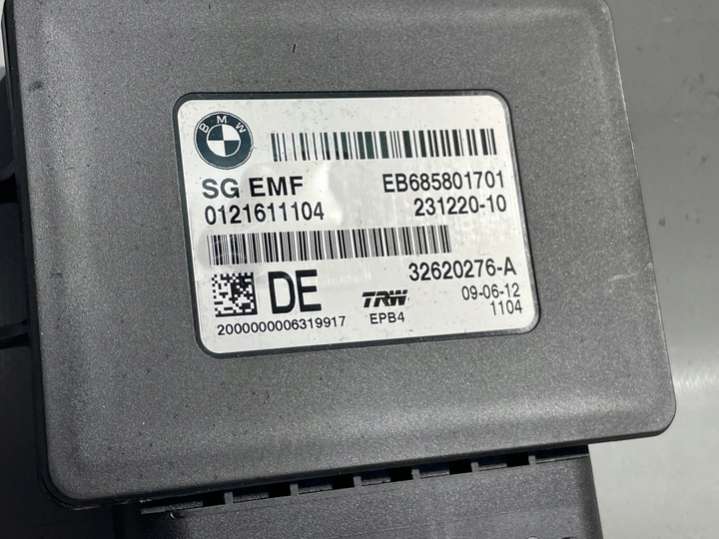 BMW
SG EMF EB685801701
0121611104 231220-10
32620276-A
DE TRW 09-06-12
EPB4 1104
2000000006319917